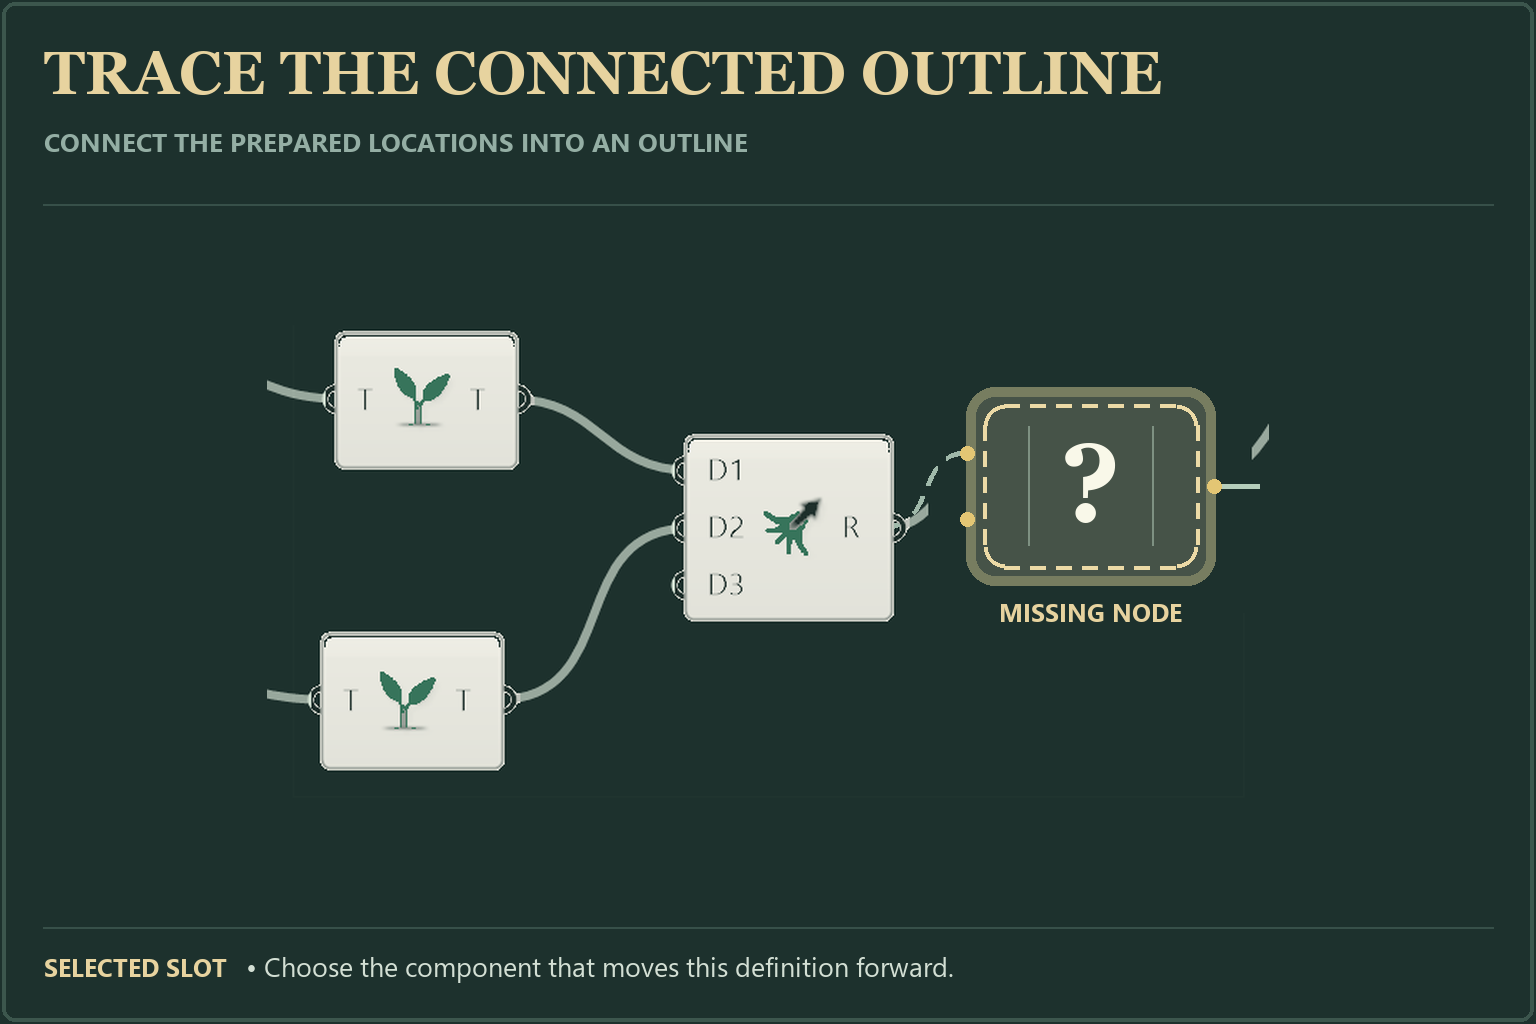 TRACE THE CONNECTED OUTLINE
CONNECT THE PREPARED LOCATIONS INTO AN OUTLINE
T T
D1
D2 R
D3
?
MISSING NODE
T T
SELECTED SLOT • Choose the component that moves this definition forward.